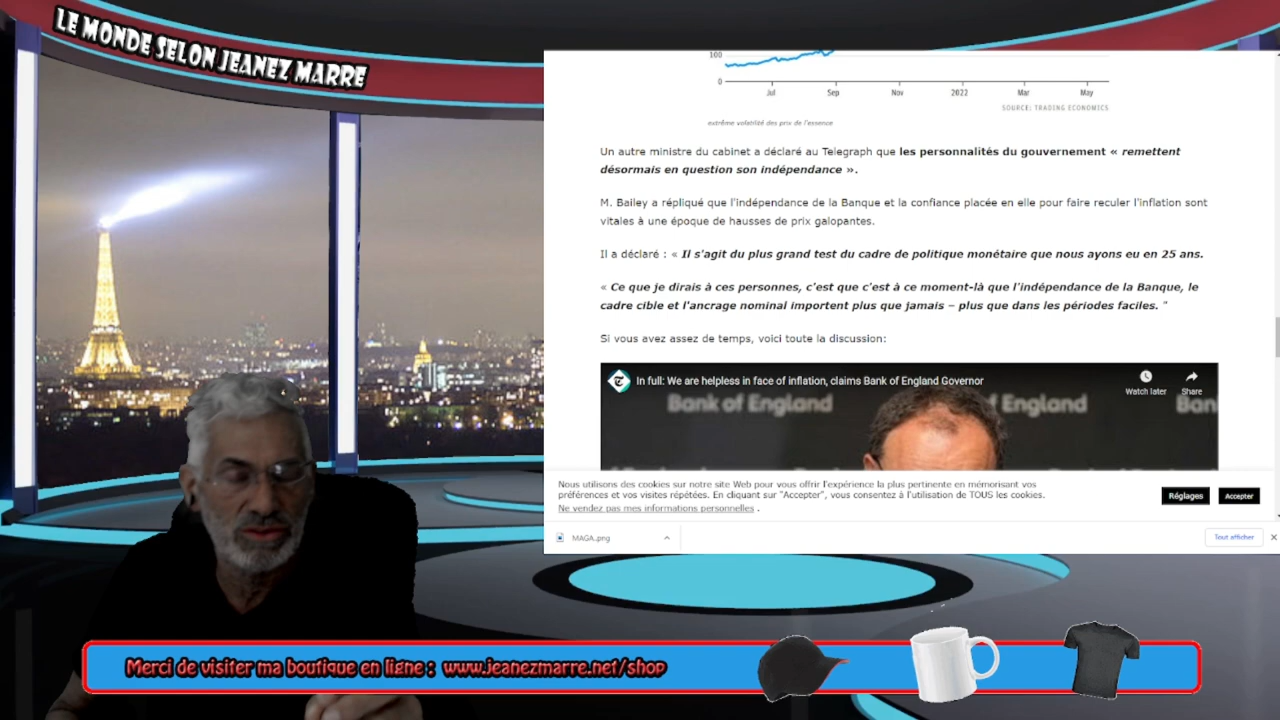 LE MONDE SELON JEANEZ MARRE
100
0
Jul Sep Nov 2022 Mar May
SOURCE: TRADING ECONOMICS
extrême volatilité des prix de l'essence
Un autre ministre du cabinet a déclaré au Telegraph que les personnalités du gouvernement « remettent
désormais en question son indépendance ».
M. Bailey a répliqué que l'indépendance de la Banque et la confiance placée en elle pour faire reculer l'inflation sont
vitales à une époque de hausses de prix galopantes.
Il a déclaré : « Il s'agit du plus grand test du cadre de politique monétaire que nous ayons eu en 25 ans.
« Ce que je dirais à ces personnes, c'est que c'est à ce moment-là que l'indépendance de la Banque, le
cadre cible et l'ancrage nominal importent plus que jamais – plus que dans les périodes faciles. "
Si vous avez assez de temps, voici toute la discussion:
In full: We are helpless in face of inflation, claims Bank of England Governor
Watch later Share
Bank of England
England
Ban
Nous utilisons des cookies sur notre site Web pour vous offrir l'expérience la plus pertinente en mémorisant vos
préférences et vos visites répétées. En cliquant sur "Accepter", vous consentez à l'utilisation de TOUS les cookies.
Ne vendez pas mes informations personnelles .
Réglages Accepter
MAGA.png
Tout afficher
Merci de visiter ma boutique en ligne : www.jeanezmarre.net/shop